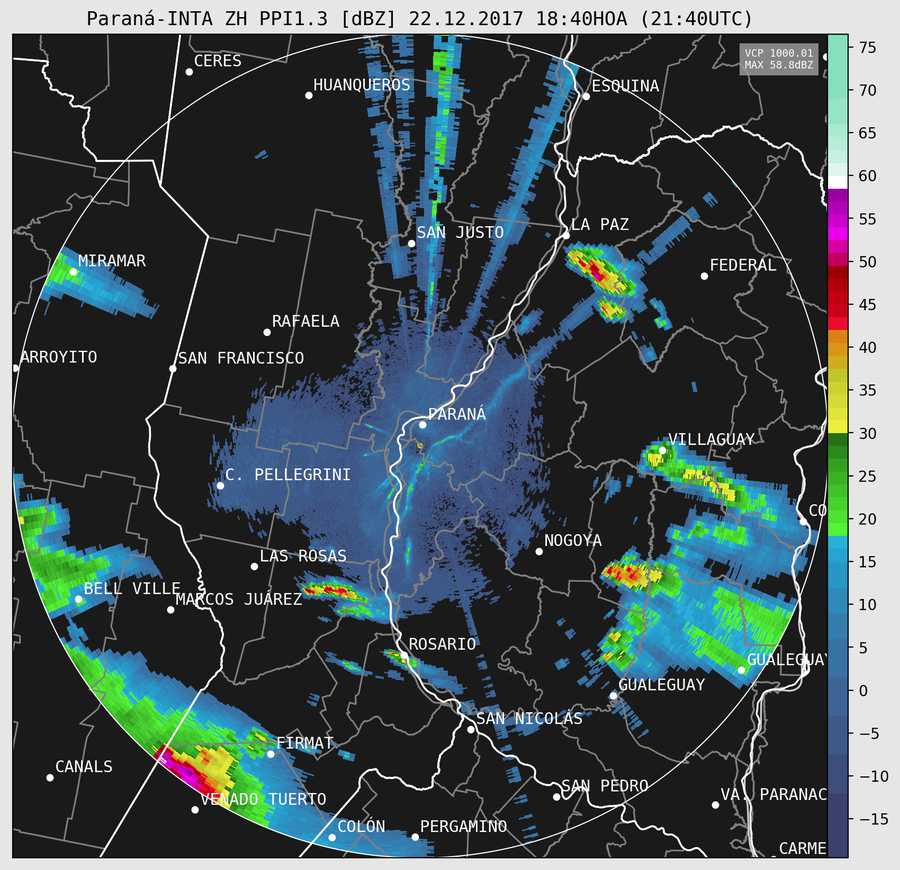 Paraná-INTA ZH PPI1.3 [dBZ] 22.12.2017 18:40HOA (21:40UTC)
VCP 1000.01
MAX 58.8dBZ
CERES
HUANQUEROS
ESQUINA
SAN JUSTO
LA PAZ
MIRAMAR
FEDERAL
RAFAELA
ARROYITO
SAN FRANCISCO
PARANÁ
VILLAGUAY
C. PELLEGRINI
CO
NOGOYA
LAS ROSAS
BELL VILLE
MARCOS JUÁREZ
ROSARIO
GUALEGUAY
GUALEGUAY
SAN NICOLÁS
FIRMAT
CANALS
SAN PEDRO
VENADO TUERTO
VA. PARANAC
COLÓN
PERGAMINO
CARME
75
70
65
60
55
50
45
40
35
30
25
20
15
10
5
0
−5
−10
−15